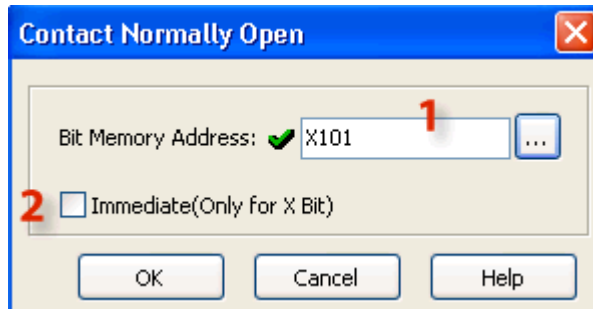 Contact Normally Open
1
Bit Memory Address: X101 ...
2 Immediate(Only for X Bit)
OK Cancel Help